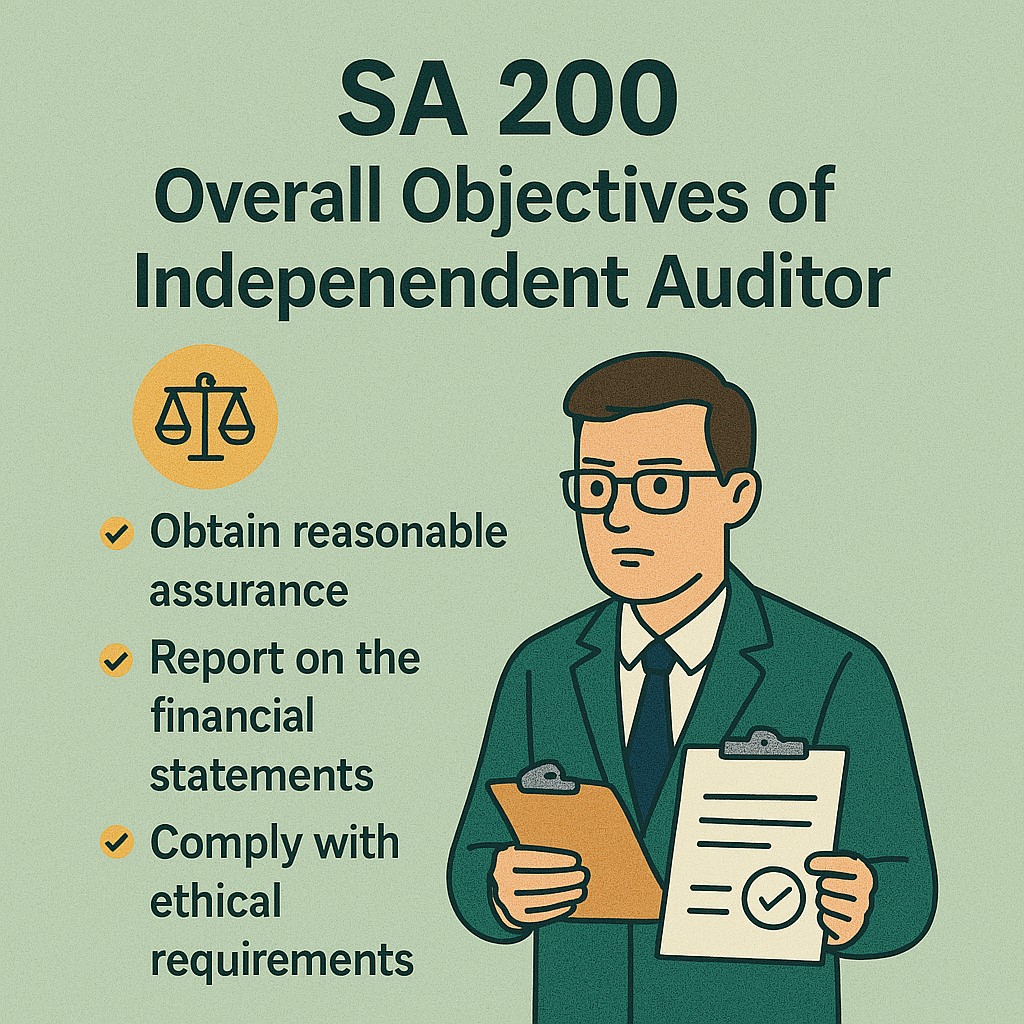 SA 200
Overall Objectives of
Indepenendent Auditor
Obtain reasonable
assurance
Report on the
financial
statements
Comply with
ethical
requirements